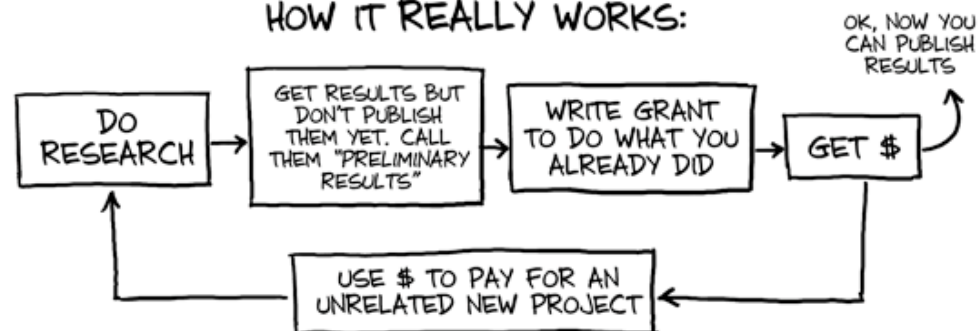 HOW IT REALLY WORKS:
OK, NOW YOU
CAN PUBLISH
RESULTS
DO
RESEARCH
GET RESULTS BUT
DON'T PUBLISH
THEM YET. CALL
THEM "PRELIMINARY
RESULTS"
WRITE GRANT
TO DO WHAT YOU
ALREADY DID
GET $
USE $ TO PAY FOR AN
UNRELATED NEW PROJECT